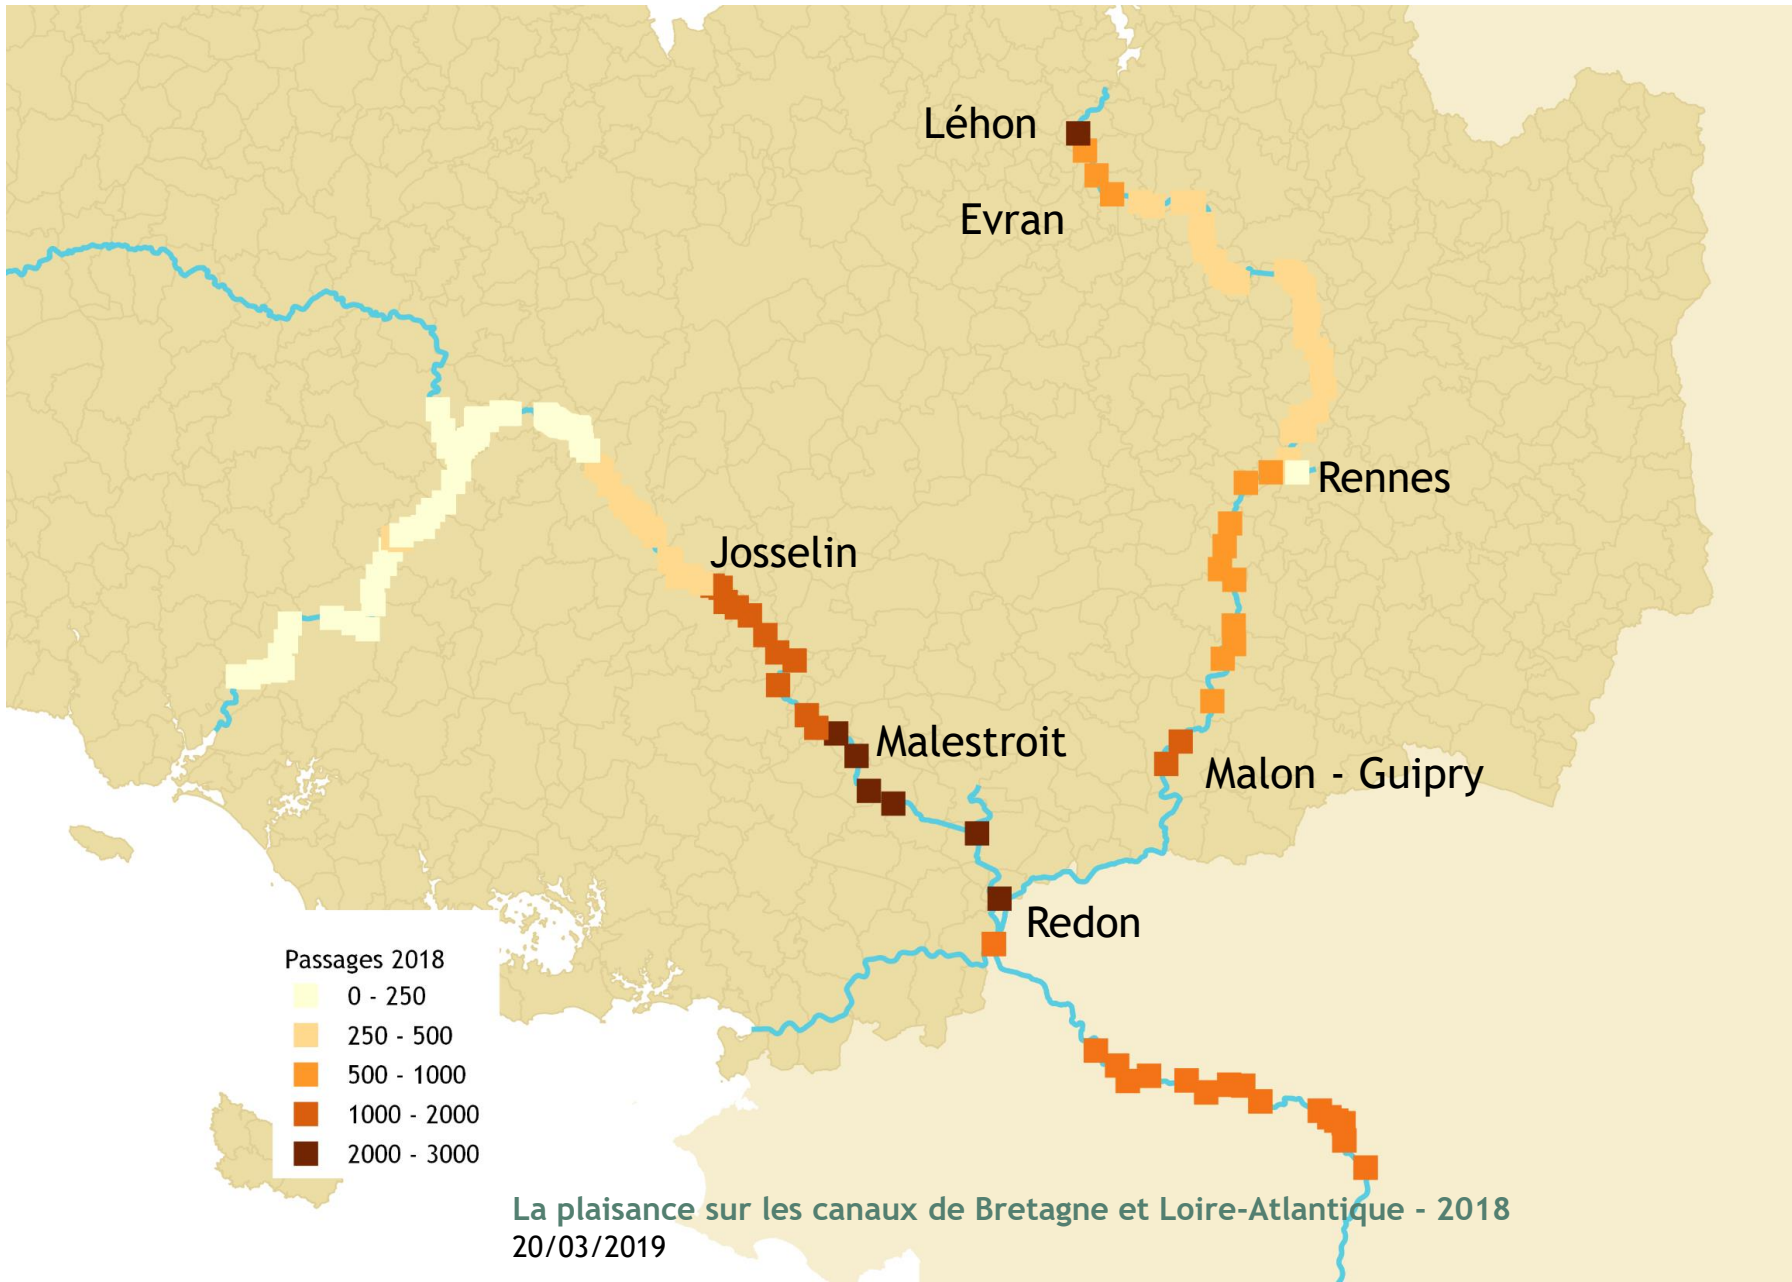 Léhon
Evran
Rennes
Josselin
Malestroit
Malon - Guipry
Redon
Passages 2018
0 - 250
250 - 500
500 - 1000
1000 - 2000
2000 - 3000
La plaisance sur les canaux de Bretagne et Loire-Atlantique - 2018
20/03/2019